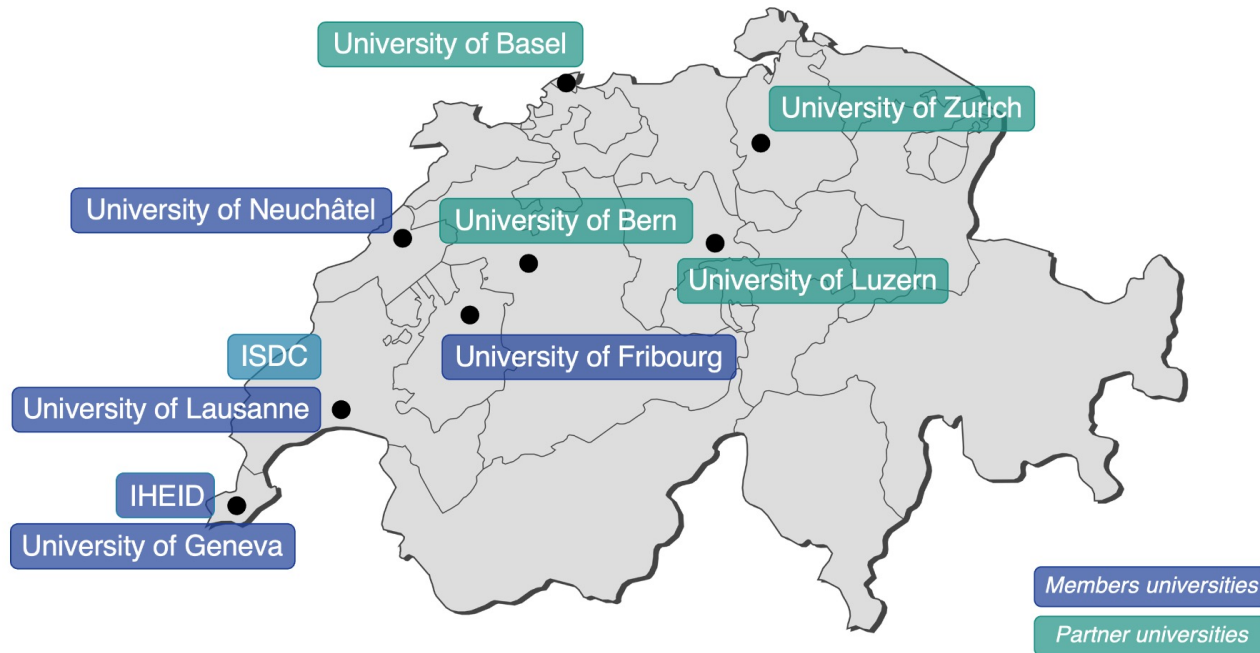 University of Basel
University of Zurich
University of Neuchâtel
University of Bern
University of Luzern
ISDC
University of Fribourg
University of Lausanne
IHEID
University of Geneva
Members universities
Partner universities